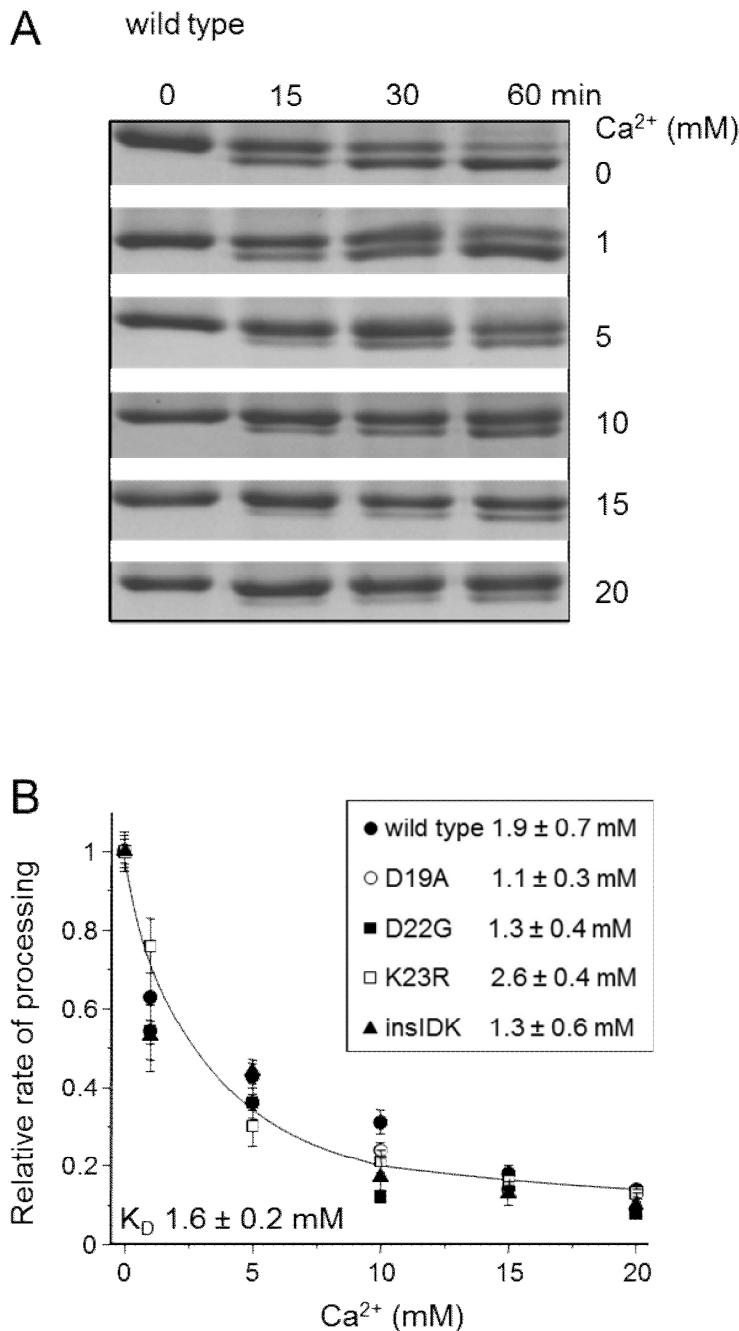 A
wild type
0 15 30 60 min
Ca²⁺ (mM)
0
1
5
10
15
20
B
Relative rate of processing
1
0.8
0.6
0.4
0.2
0
wild type 1.9 ± 0.7 mM
D19A 1.1 ± 0.3 mM
D22G 1.3 ± 0.4 mM
K23R 2.6 ± 0.4 mM
insIDK 1.3 ± 0.6 mM
K_D 1.6 ± 0.2 mM
0 5 10 15 20
Ca²⁺ (mM)